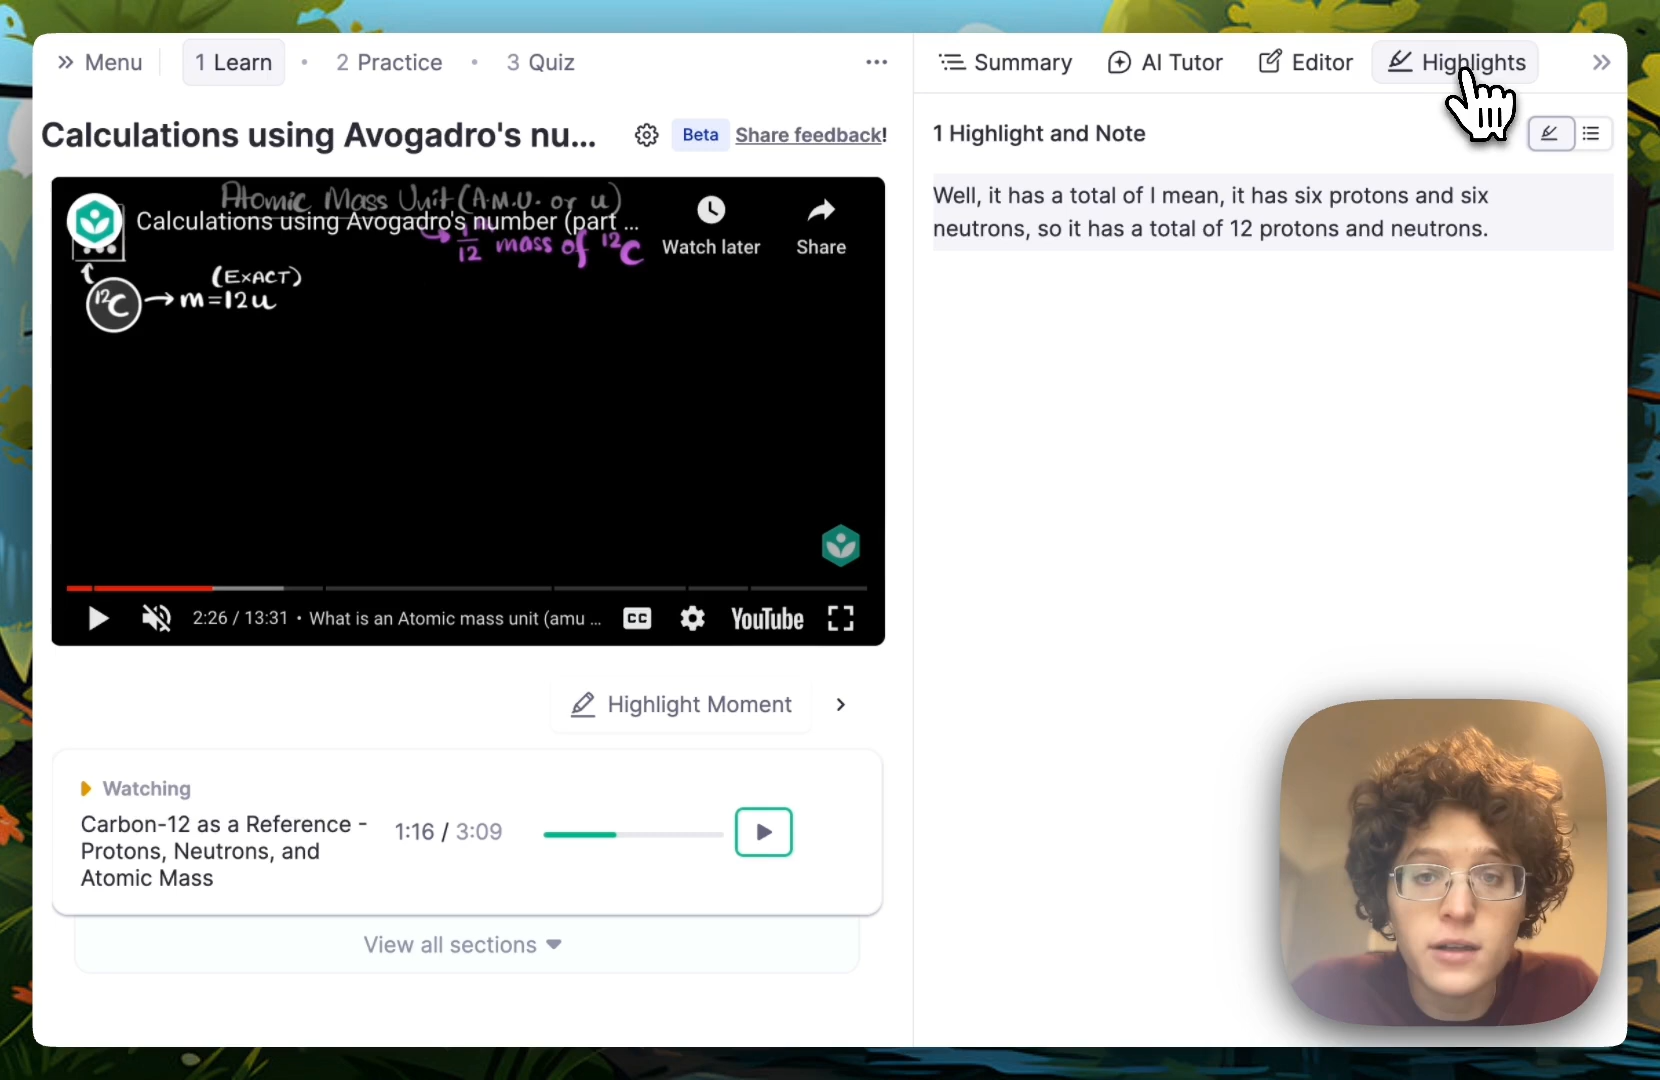 Menu
1 Learn
2 Practice
3 Quiz
Summary
AI Tutor
Editor
Highlights
Calculations using Avogadro's nu...
Beta
Share feedback!
Atomic Mass Unit (A.M.U. or u)
Calculations using Avogadro's number (part ...
Watch later
Share
1/12 mass of ¹²C
(EXACT)
¹²C → m=12u
2:26 / 13:31 • What is an Atomic mass unit (amu ...
CC
YouTube
Highlight Moment
Watching
Carbon-12 as a Reference -
Protons, Neutrons, and
Atomic Mass
1:16 / 3:09
View all sections
1 Highlight and Note
Well, it has a total of I mean, it has six protons and six
neutrons, so it has a total of 12 protons and neutrons.